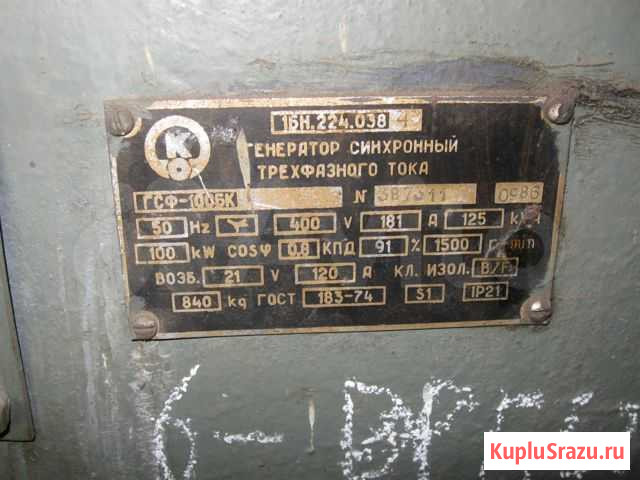 1БН.224.038
К
ГЕНЕРАТОР СИНХРОННЫЙ
ТРЕХФАЗНОГО ТОКА
ГСФ-100БК N 387311 0986
50 Hz 400 V 181 A 125
100 kW COSφ 0.8 КПД 91 % 1500
ВОЗБ. 21 V 120 A КЛ. ИЗОЛ. B/F
840 kg ГОСТ 183-74 S1 IP21
KupluSrazu.ru